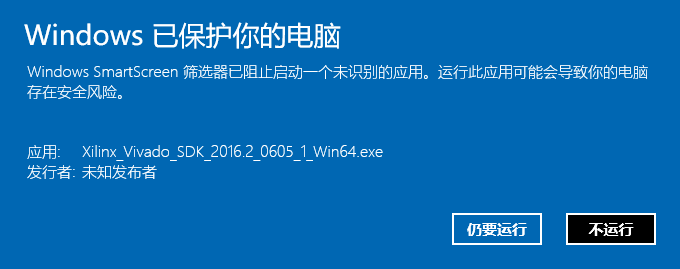 Windows 已保护你的电脑
Windows SmartScreen 筛选器已阻止启动一个未识别的应用。运行此应用可能会导致你的电脑
存在安全风险。
应用: Xilinx_Vivado_SDK_2016.2_0605_1_Win64.exe
发行者: 未知发布者
仍要运行 不运行